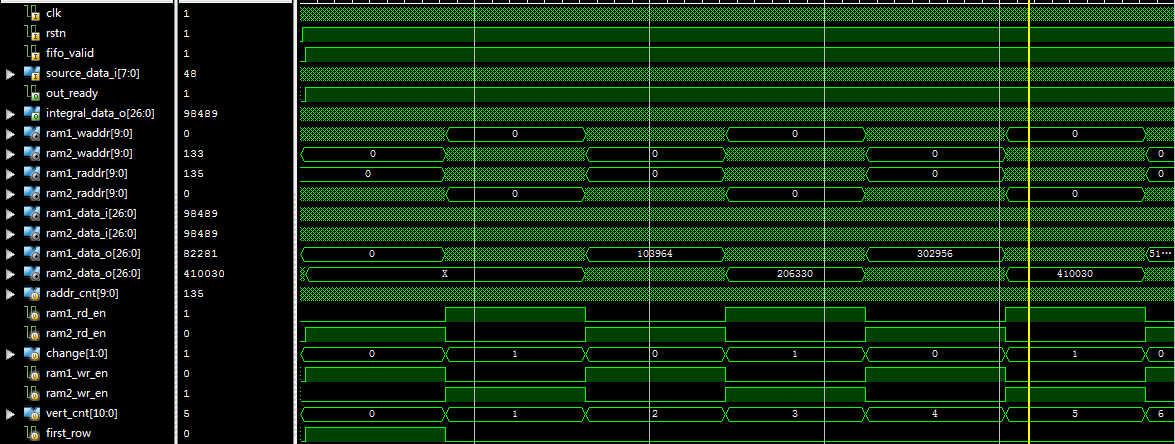 clk 1
rstn 1
fifo_valid 1
source_data_i[7:0] 48
out_ready 1
integral_data_o[26:0] 98489
ram1_waddr[9:0] 0 0 0 0
ram2_waddr[9:0] 133 0 0 0 0
ram1_raddr[9:0] 135 0 0 0 0
ram2_raddr[9:0] 0 0 0 0
ram1_data_i[26:0] 98489
ram2_data_i[26:0] 98489
ram1_data_o[26:0] 82281 0 103964 302956 51...
ram2_data_o[26:0] 410030 X 206330 410030
raddr_cnt[9:0] 135
ram1_rd_en 1
ram2_rd_en 0
change[1:0] 1 0 1 0 1 0 1 0
ram1_wr_en 0
ram2_wr_en 1
vert_cnt[10:0] 5 0 1 2 3 4 5 6
first_row 0